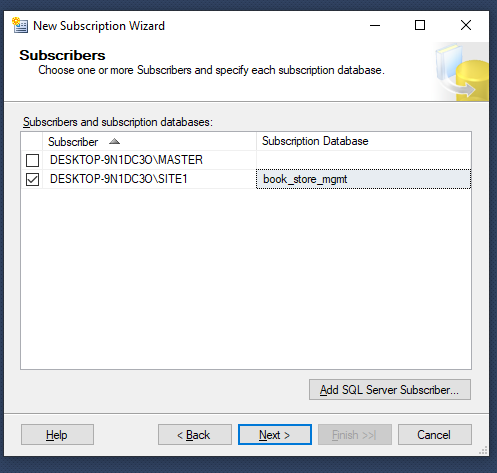 New Subscription Wizard
Subscribers
Choose one or more Subscribers and specify each subscription database.
Subscribers and subscription databases:
Subscriber Subscription Database
DESKTOP-9N1DC3O\MASTER
DESKTOP-9N1DC3O\SITE1 book_store_mgmt
Add SQL Server Subscriber...
Help < Back Next > Finish >>| Cancel